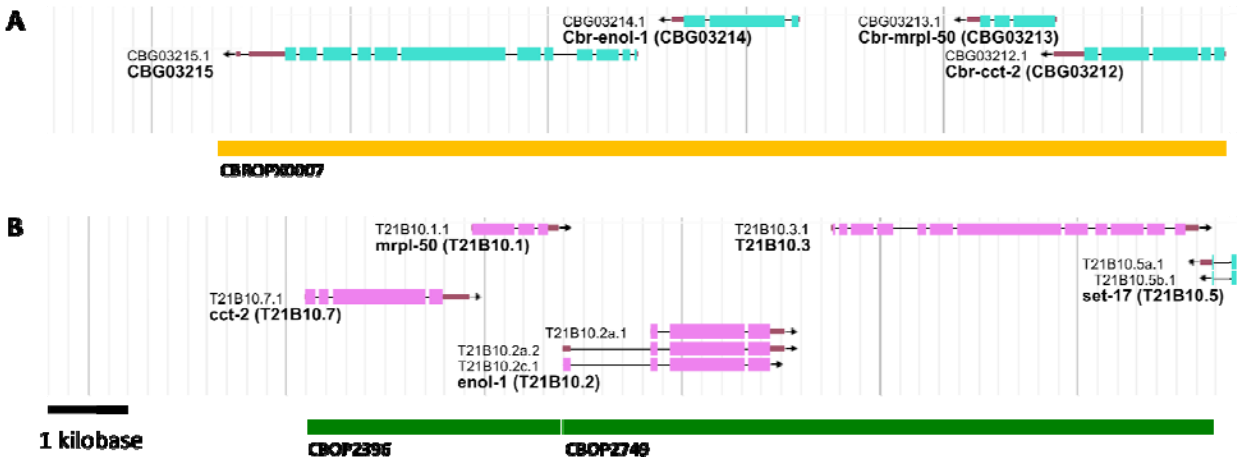 A
CBG03214.1
Cbr-enol-1 (CBG03214)
CBG03213.1
Cbr-mrpl-50 (CBG03213)
CBG03215.1
CBG03215
CBG03212.1
Cbr-cct-2 (CBG03212)
CBROPX0007
B
T21B10.1.1
mrpl-50 (T21B10.1)
T21B10.3.1
T21B10.3
T21B10.5a.1
T21B10.5b.1
set-17 (T21B10.5)
T21B10.7.1
cct-2 (T21B10.7)
T21B10.2a.1
T21B10.2a.2
T21B10.2c.1
enol-1 (T21B10.2)
1 kilobase
CBOP2396
CBOP2749